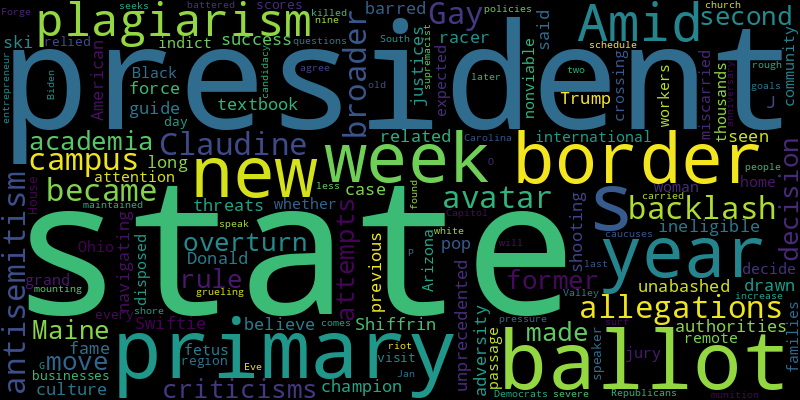 Forge
seeks
plagiarism
battered
scores
barred
Gay
policies
killed
nine
Amid
church
second
entrepreneur
ski
relied
indict
success
questions
broader
racer
said
schedule
president
Biden
American
Black
force
guide
day
textbook
candidacy
South
agree
justices
supremacist
expected
later
nonviable
two
Trump
crossing
workers
miscarried
thousands
community
rough
goals
anniversary
J
academia
Claudine
related
Carolina
international
seen
decision
campus
attention
long
new
week
border
O
woman
people
home
became
threats
whether
case
less
found
avatar
carried
s
backlash
antisemitism
House
maintained
navigating
disposed
overturn
speak
attempts
Capitol
white
shooting
caucuses
ineligible
Ohio
Donald
previous
pop
Arizona
will
last
year
decide
state
grand
mounting
rule
grueling
P
former
unprecedented
Valley
unabashed
drawn
increase
every
shore
Swiftie
believe
comes
Shiffrin
allegations
Maine
primary
riot
adversity
passage
made
pressure
authorities
remote
families
move
fame
fetus
region
Eve
visit
Jan
ballot
speaker
jury
G
businesses
culture
criticisms
champion
Democrats
severe
Republicans
munition